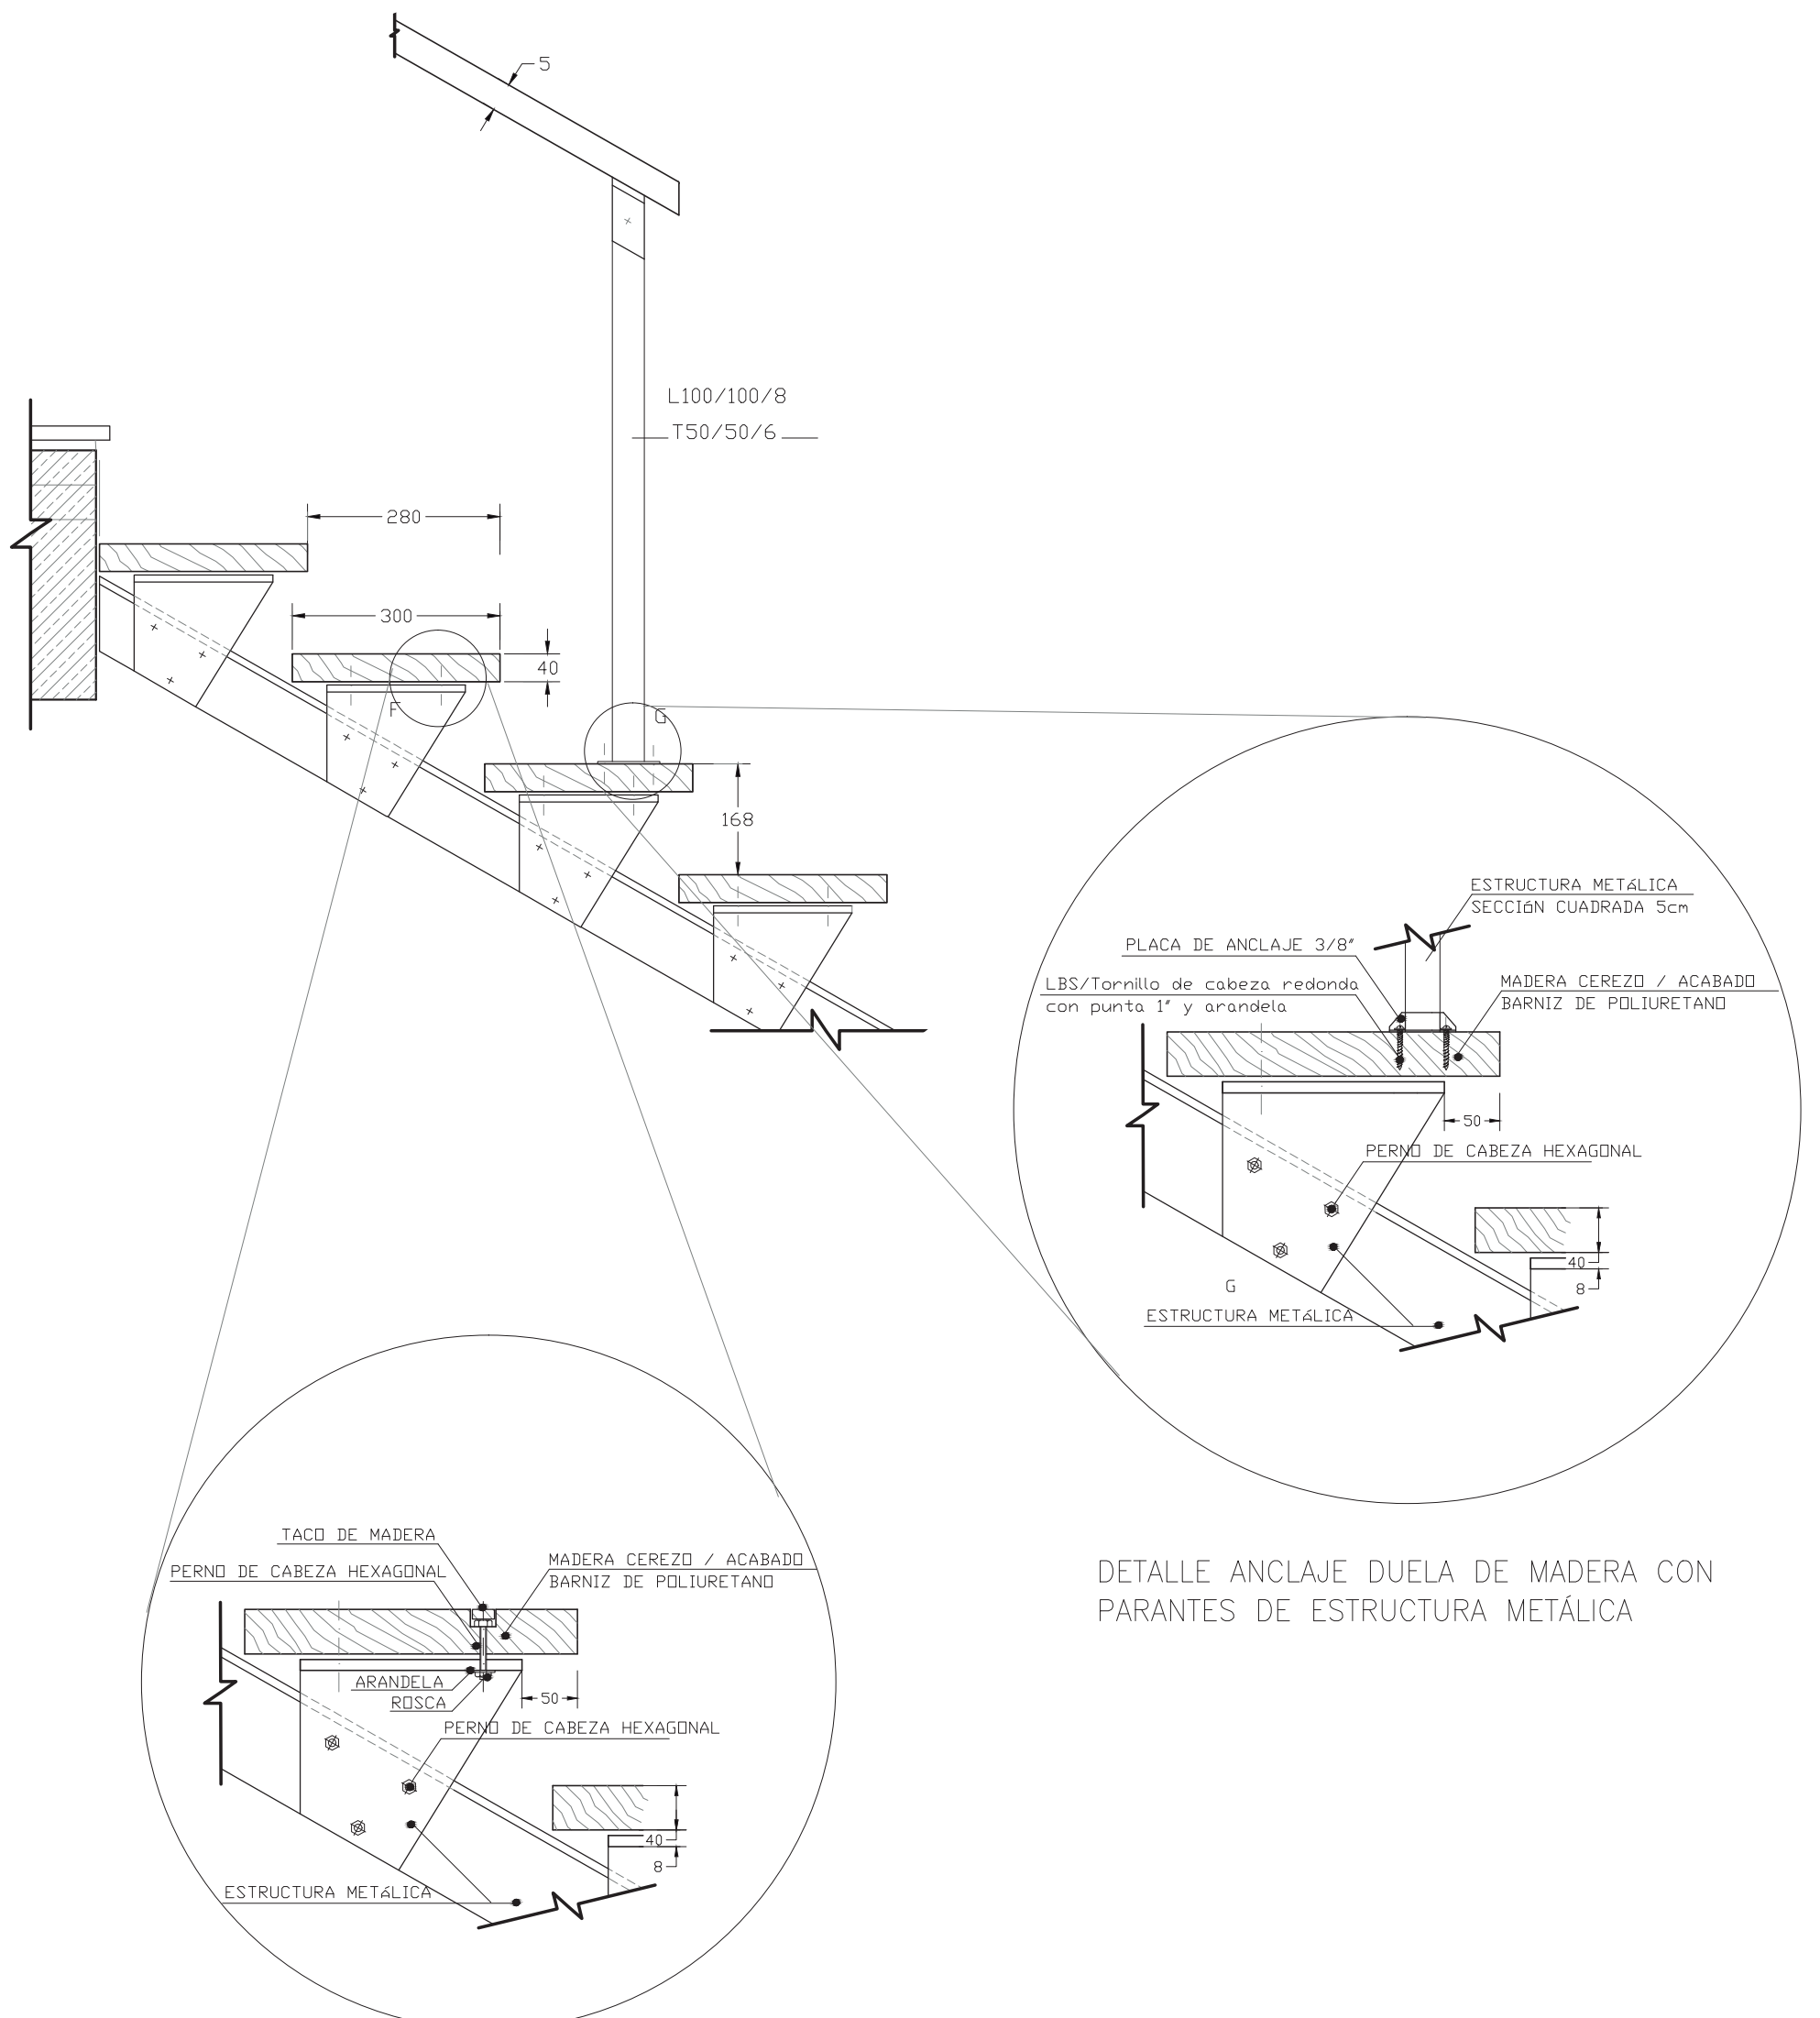 5
L100/100/8
T50/50/6
280
300
40
F
G
168
ESTRUCTURA METáLICA
SECCIóN CUADRADA 5cm
PLACA DE ANCLAJE 3/8"
LBS/Tornillo de cabeza redonda
con punta 1" y arandela
MADERA CEREZO / ACABADO
BARNIZ DE POLIURETANO
50
PERNO DE CABEZA HEXAGONAL
40
8
G
ESTRUCTURA METáLICA
TACO DE MADERA
PERNO DE CABEZA HEXAGONAL
MADERA CEREZO / ACABADO
BARNIZ DE POLIURETANO
ARANDELA
ROSCA
50
PERNO DE CABEZA HEXAGONAL
40
8
ESTRUCTURA METáLICA
DETALLE ANCLAJE DUELA DE MADERA CON
PARANTES DE ESTRUCTURA METÁLICA